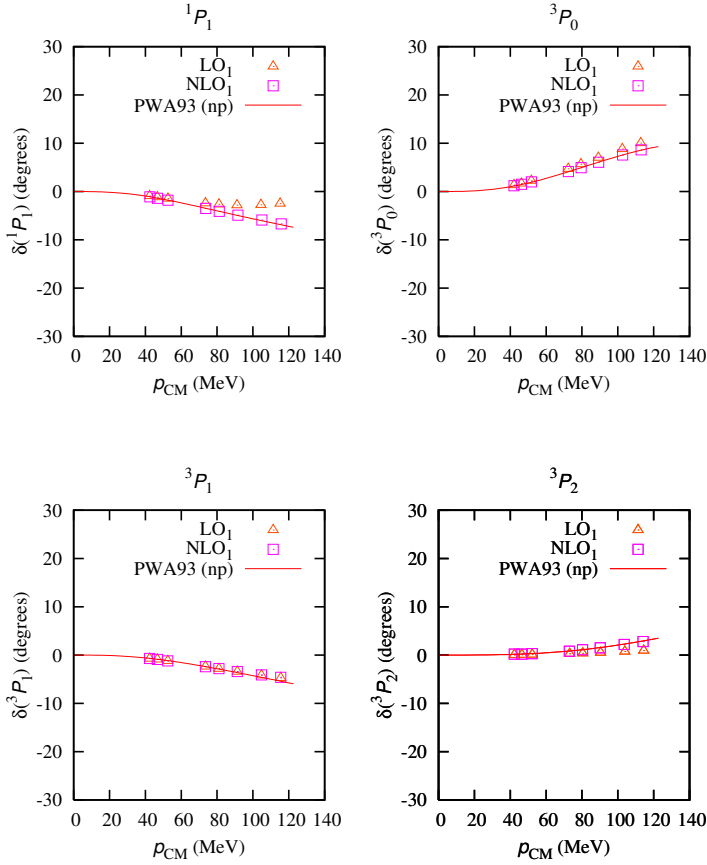 ¹P₁
30
20
10
0
-10
-20
-30
0 20 40 60 80 100 120 140
δ(¹P₁) (degrees)
p_CM (MeV)
LO₁
NLO₁
PWA93 (np)
³P₀
30
20
10
0
-10
-20
-30
0 20 40 60 80 100 120 140
δ(³P₀) (degrees)
p_CM (MeV)
LO₁
NLO₁
PWA93 (np)
³P₁
30
20
10
0
-10
-20
-30
0 20 40 60 80 100 120 140
δ(³P₁) (degrees)
p_CM (MeV)
LO₁
NLO₁
PWA93 (np)
³P₂
30
20
10
0
-10
-20
-30
0 20 40 60 80 100 120 140
δ(³P₂) (degrees)
p_CM (MeV)
LO₁
NLO₁
PWA93 (np)